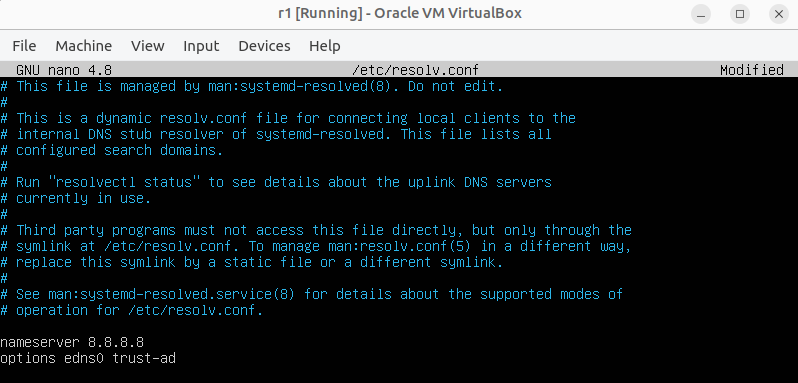 r1 [Running] - Oracle VM VirtualBox
File Machine View Input Devices Help
GNU nano 4.8 /etc/resolv.conf Modified
# This file is managed by man:systemd-resolved(8). Do not edit.
#
# This is a dynamic resolv.conf file for connecting local clients to the
# internal DNS stub resolver of systemd-resolved. This file lists all
# configured search domains.
#
# Run "resolvectl status" to see details about the uplink DNS servers
# currently in use.
#
# Third party programs must not access this file directly, but only through the
# symlink at /etc/resolv.conf. To manage man:resolv.conf(5) in a different way,
# replace this symlink by a static file or a different symlink.
#
# See man:systemd-resolved.service(8) for details about the supported modes of
# operation for /etc/resolv.conf.
nameserver 8.8.8.8
options edns0 trust-ad